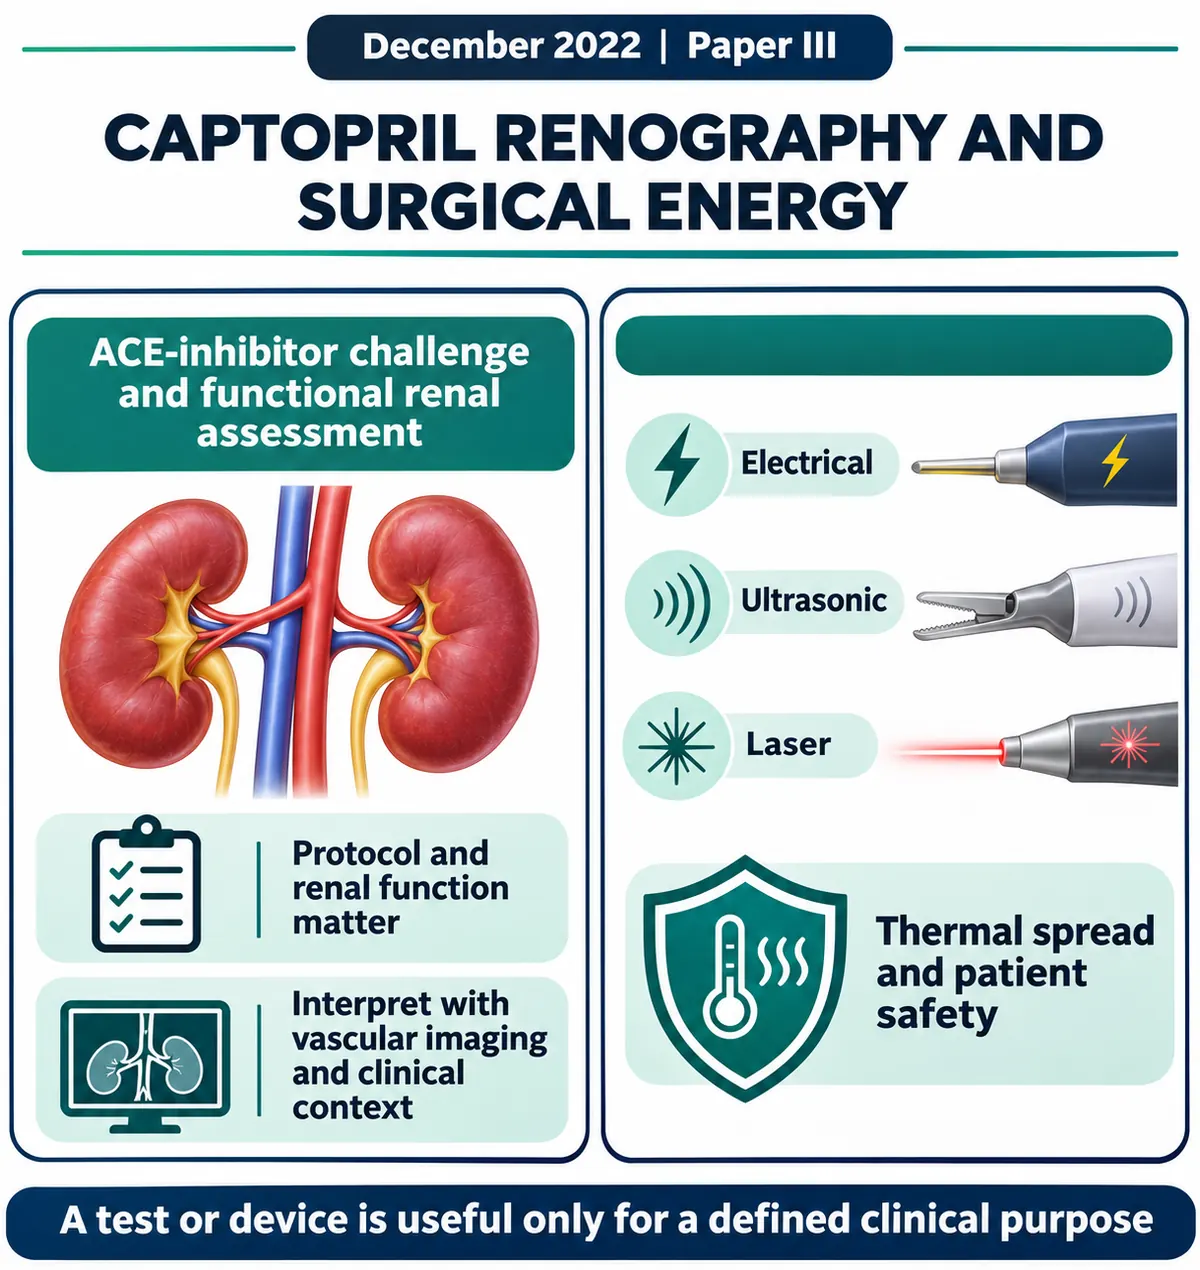 December 2022 | Paper III
CAPTOPRIL RENOGRAPHY AND
SURGICAL ENERGY
ACE-inhibitor challenge
and functional renal
assessment
Protocol and
renal function
matter
Interpret with
vascular imaging
and clinical
context
Electrical
Ultrasonic
Laser
Thermal spread
and patient
safety
A test or device is useful only for a defined clinical purpose